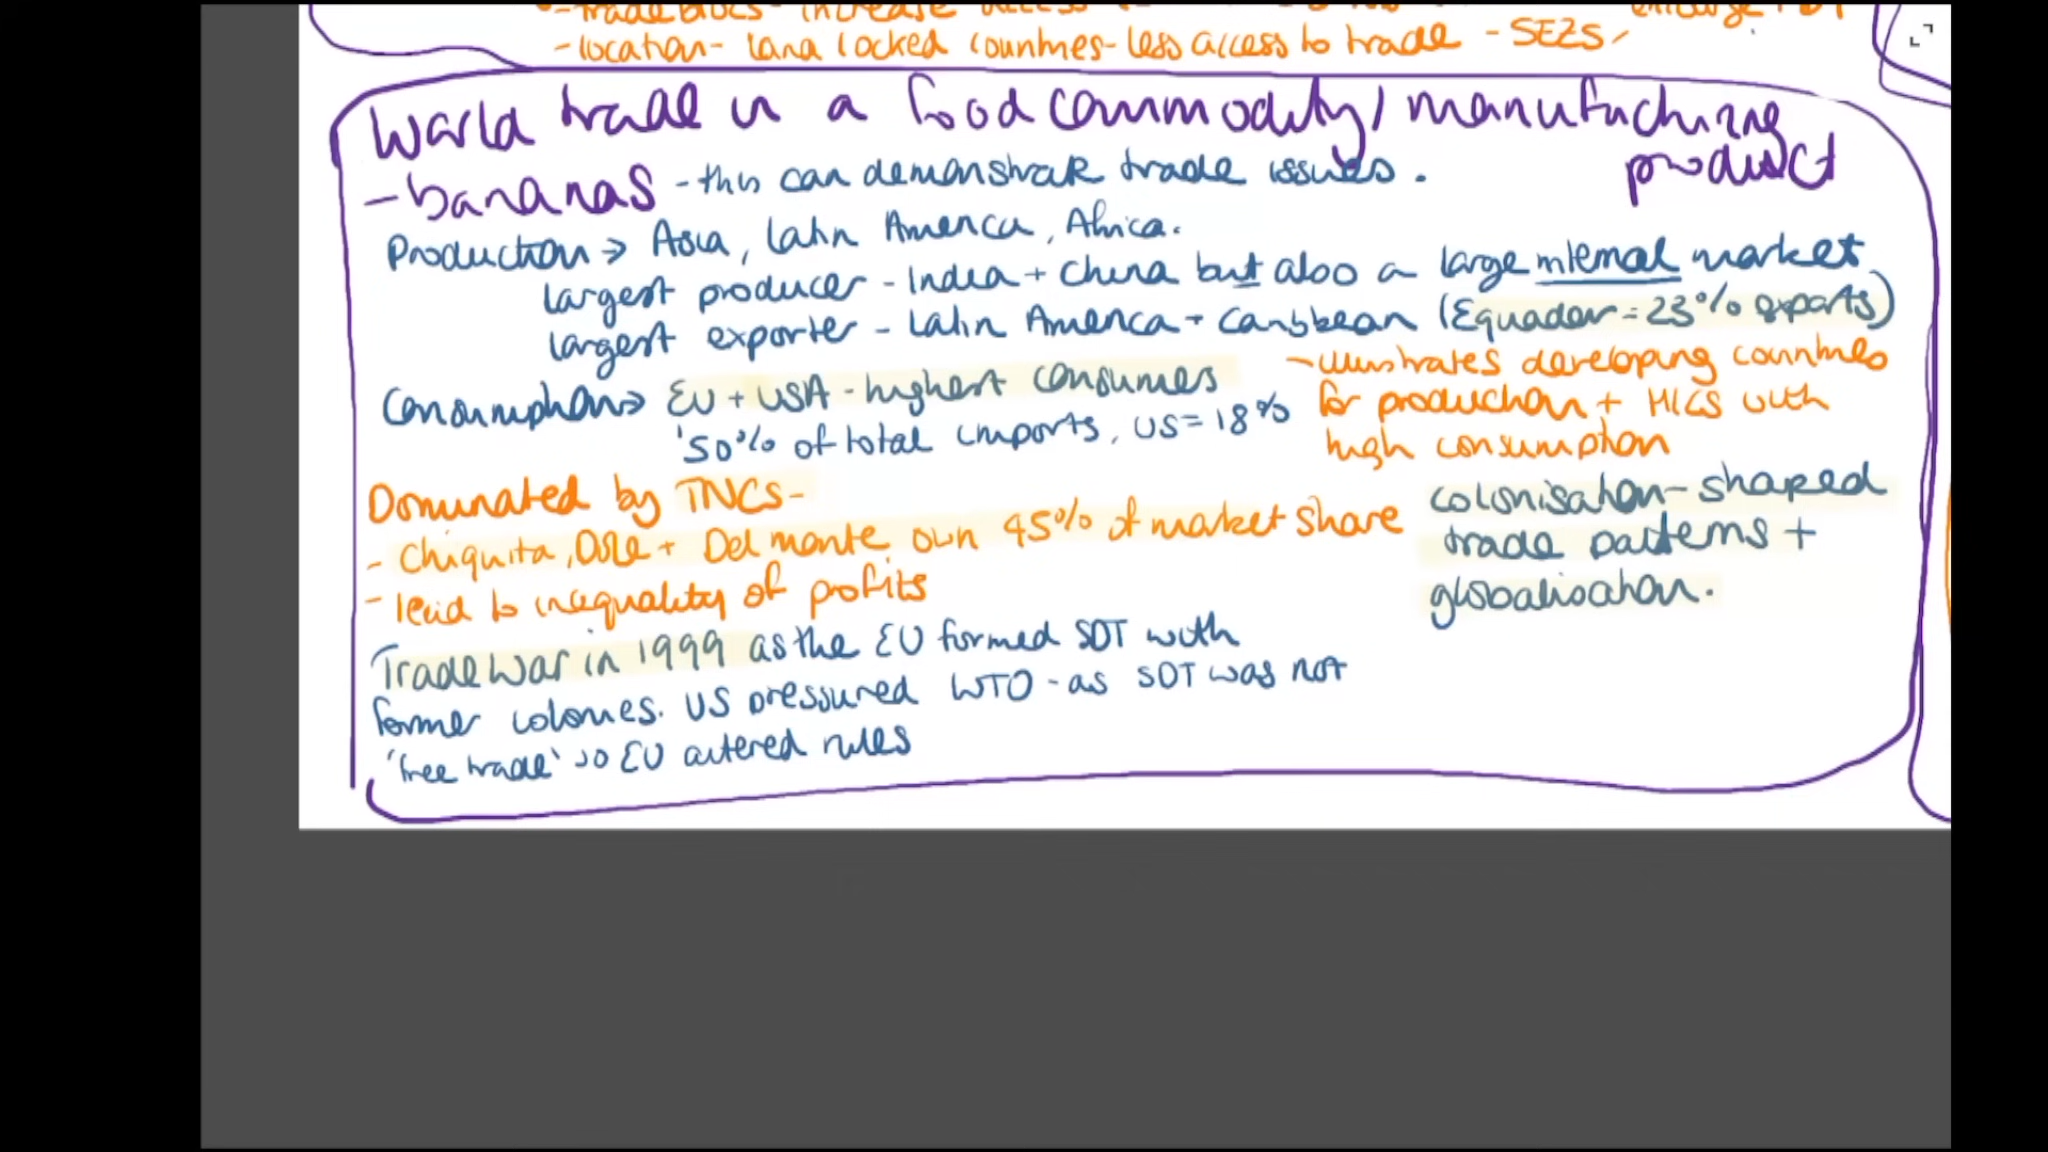 - trade blocs- increase access
- location- land locked countries- less access to trade - SEZS
World trade in a food commodity/ manufacturing product
- bananas - this can demonstrate trade issues.
Production → Asia, Latin America, Africa.
largest producer - India + China but also a large internal market
largest exporter - Latin America + Caribbean (Equador = 23% exports)
- illustrates developing countries
for production + HICS with
high consumption
Consumption → EU + USA - highest consumes
'50% of total imports, US = 18%
Dominated by TNCS-
- Chiquita, Dole + Del monte own 45% of market share
- lead to inequality of profits
colonisation- shaped
trade patterns +
globalisation.
Trade War in 1999 as the EU formed SDT with
former colonies. US pressured WTO - as SDT was not
'free trade' so EU altered rules